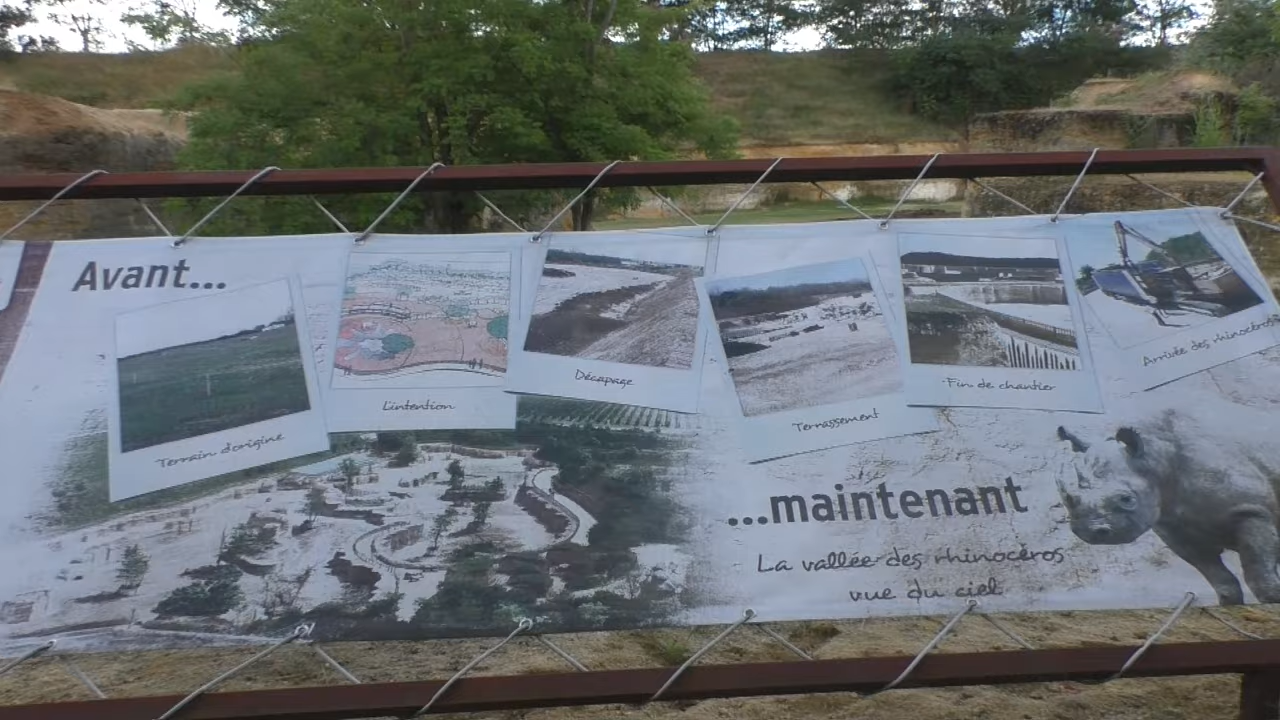 Avant...
Terrain d'origine
L'intention
Décapage
Terrassement
Fin de chantier
Arrivée des rhinocéros
...maintenant
La vallée des rhinocéros
vue du ciel